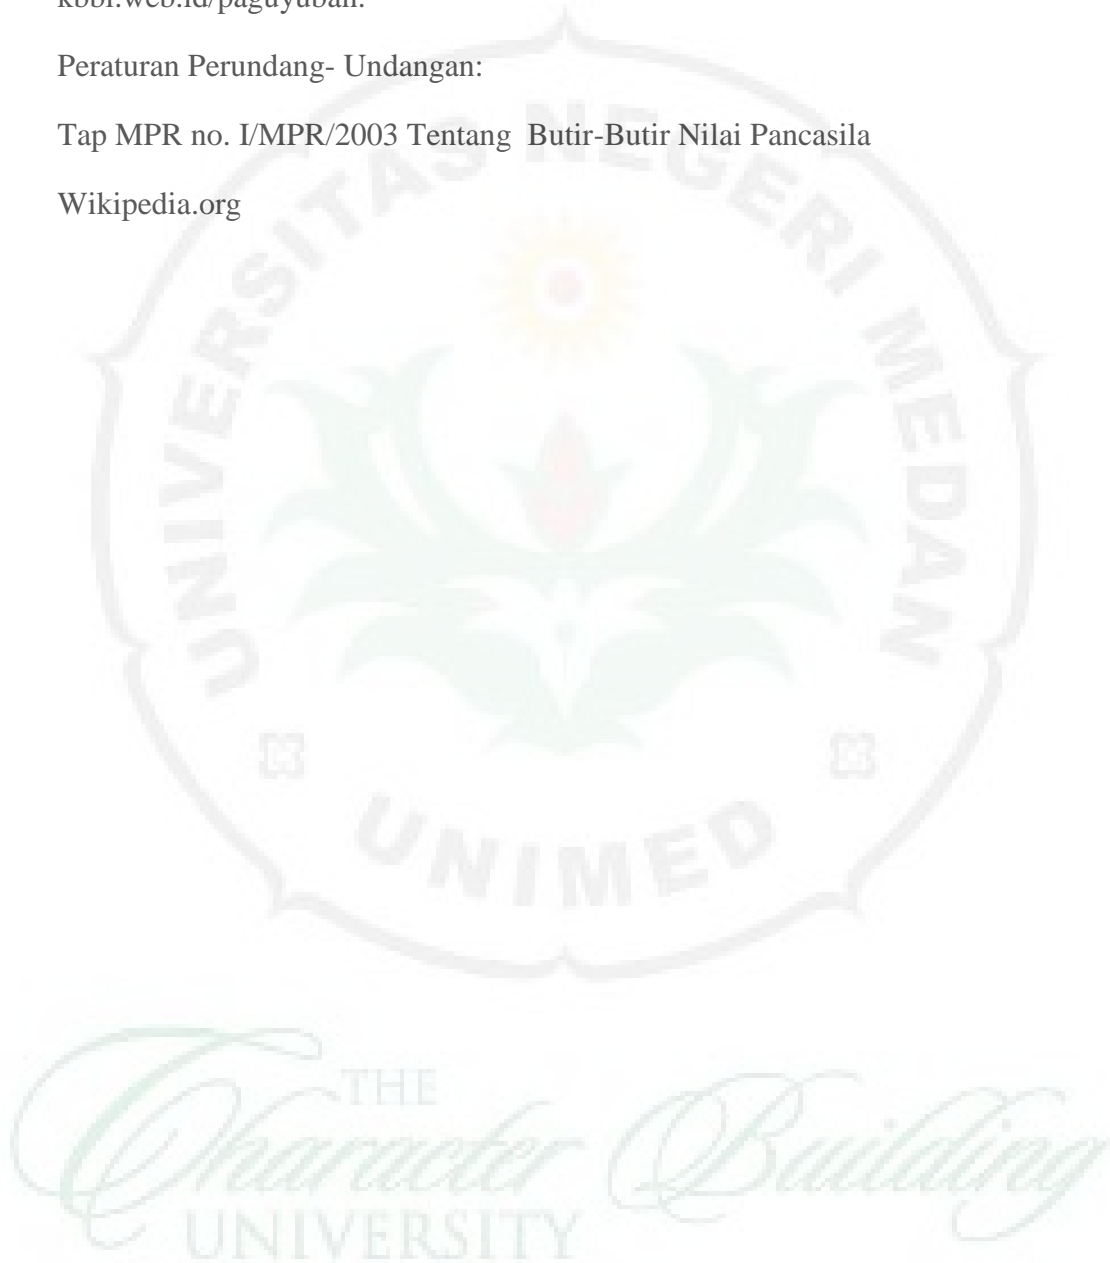 kbbi.web.id/paguyuban.
Peraturan Perundang- Undangan:
Tap MPR no. I/MPR/2003 Tentang  Butir-Butir Nilai Pancasila
Wikipedia.org
UNIVERSITAS NEGERI MEDAN
UNIMED
THE
Character Building
UNIVERSITY